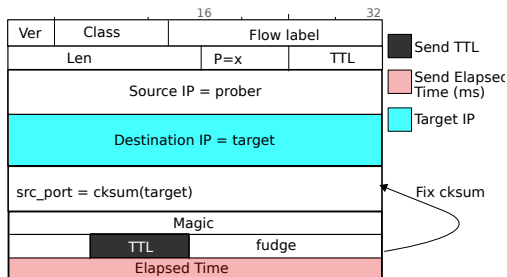 16 32
Ver Class Flow label
Len P=x TTL
Source IP = prober
Destination IP = target
src_port = cksum(target)
Magic
TTL fudge
Elapsed Time
Send TTL
Send Elapsed
Time (ms)
Target IP
Fix cksum